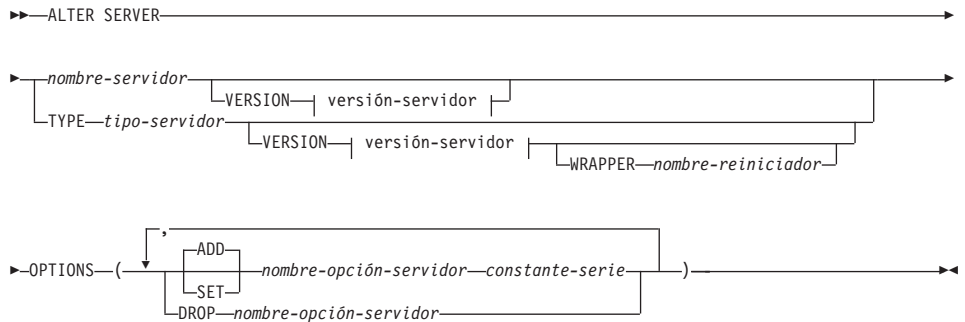 ALTER SERVER
nombre-servidor
VERSION versión-servidor
TYPE tipo-servidor
VERSION versión-servidor
WRAPPER nombre-reiniciador
,
ADD
OPTIONS ( nombre-opción-servidor constante-serie )
SET
DROP nombre-opción-servidor